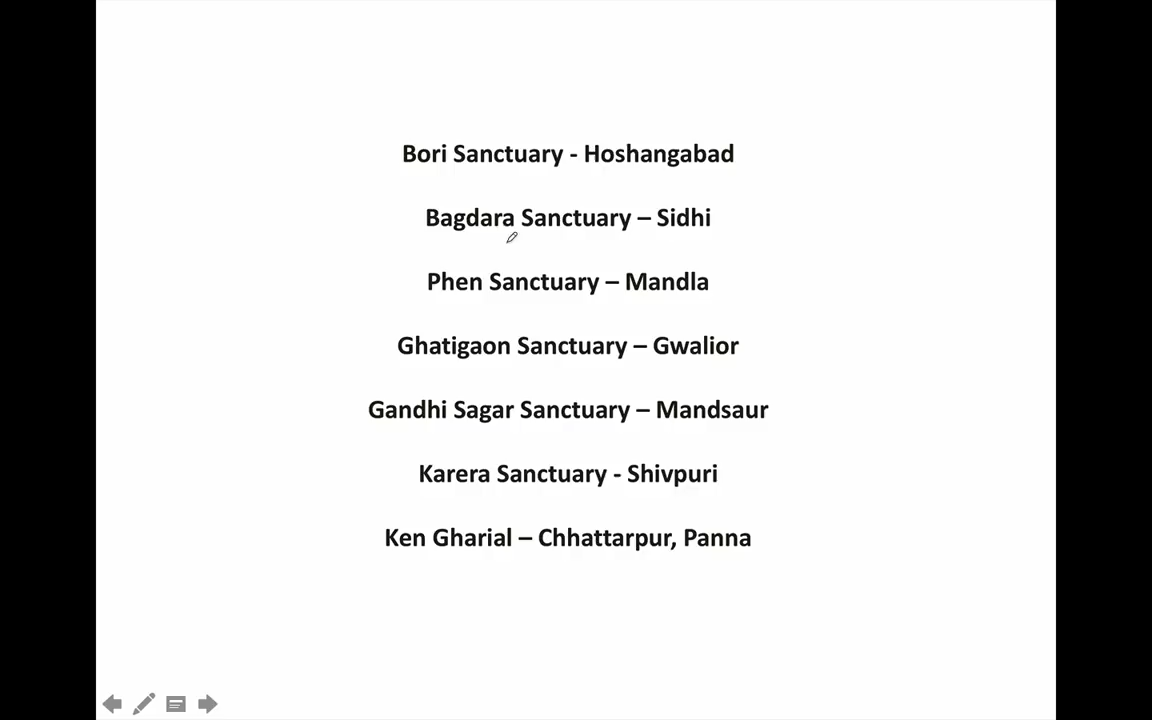 Bori Sanctuary - Hoshangabad
Bagdara Sanctuary – Sidhi
Phen Sanctuary – Mandla
Ghatigaon Sanctuary – Gwalior
Gandhi Sagar Sanctuary – Mandsaur
Karera Sanctuary - Shivpuri
Ken Gharial – Chhattarpur, Panna